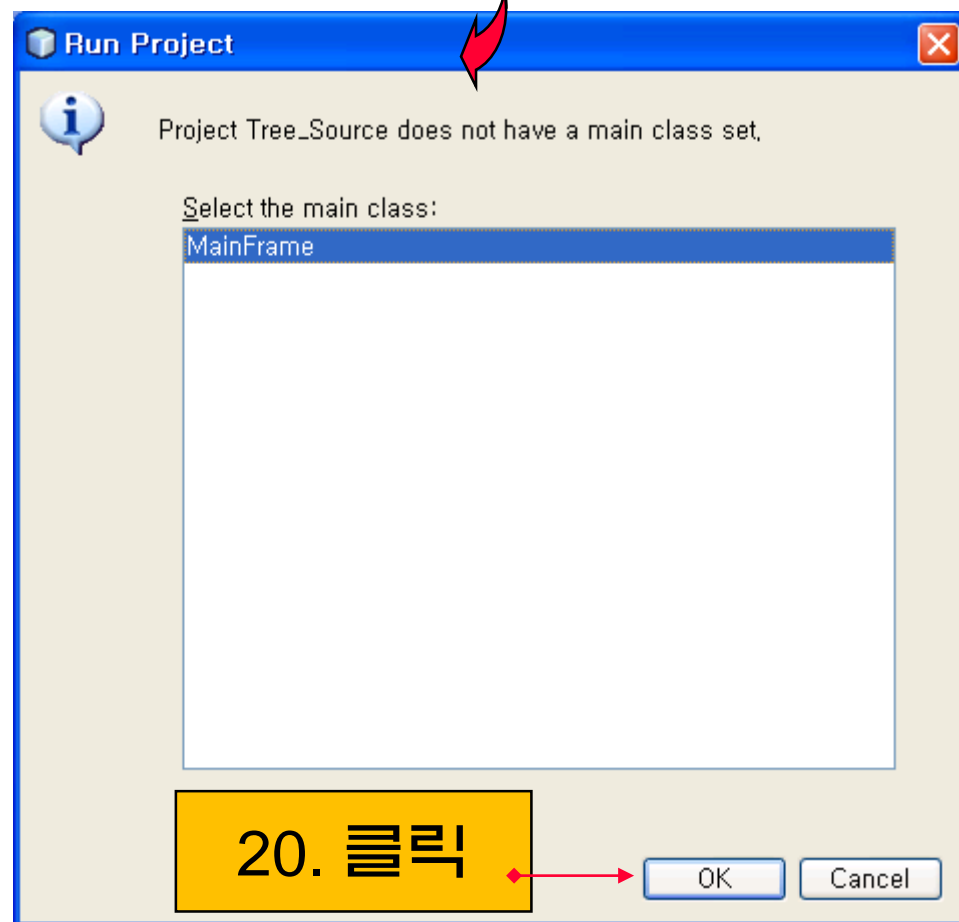 Run Project
Project Tree_Source does not have a main class set,
Select the main class:
MainFrame
20. 클릭
OK
Cancel